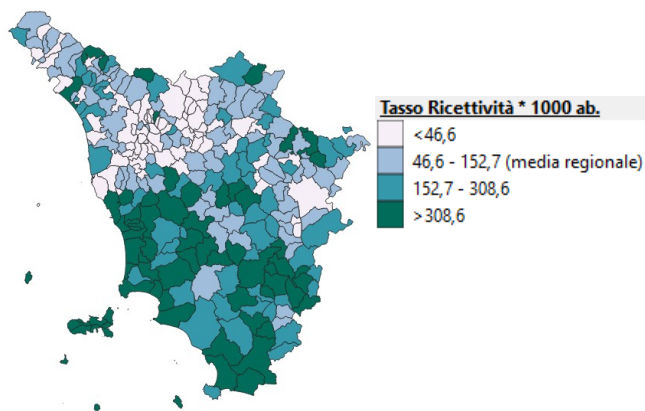 Tasso Ricettività * 1000 ab.
<46,6
46,6 - 152,7 (media regionale)
152,7 - 308,6
>308,6